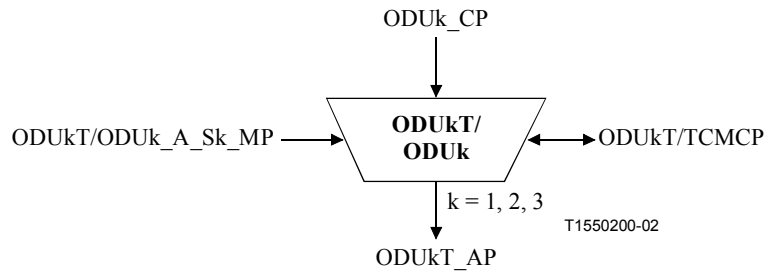 ODUk_CP
ODUkT/ODUk_A_Sk_MP
ODUkT/
ODUk
ODUkT/TCMCP
k = 1, 2, 3
T1550200-02
ODUkT_AP